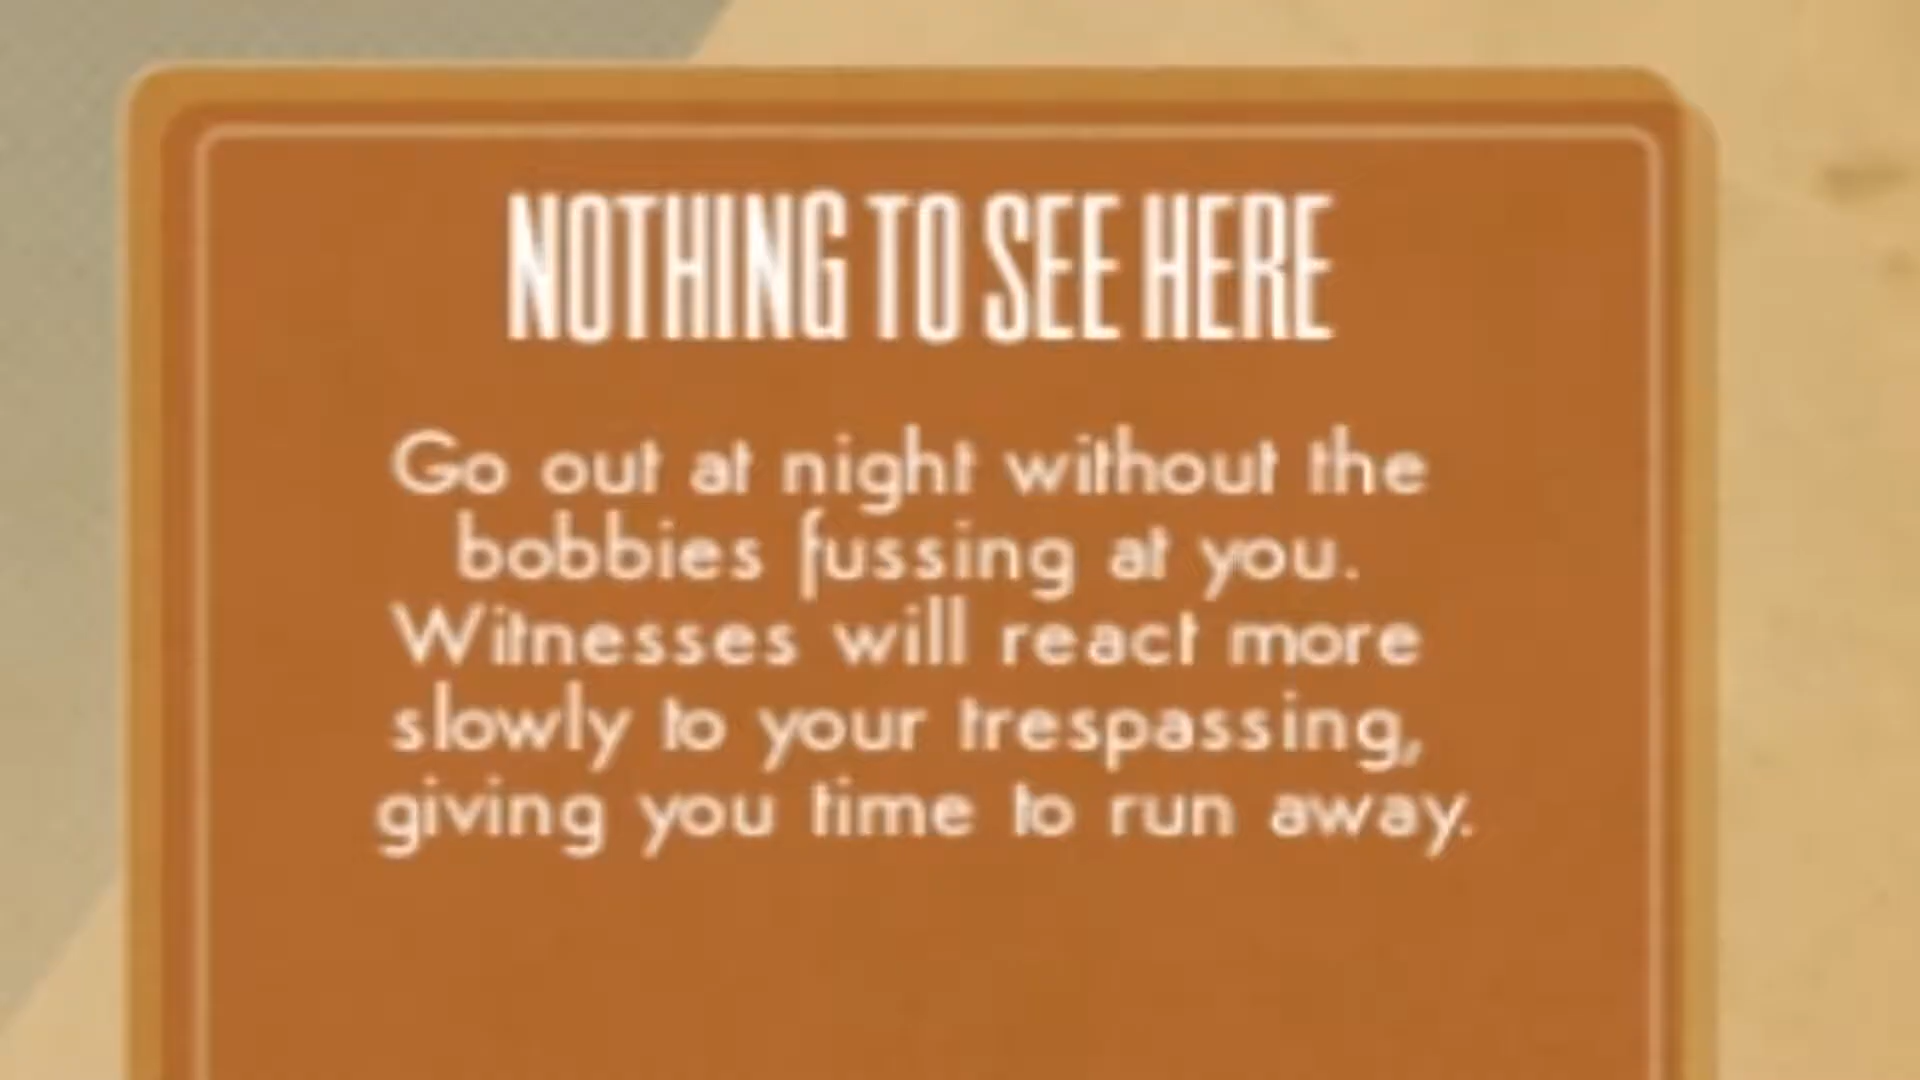 NOTHING TO SEE HERE
Go out at night without the
bobbies fussing at you.
Witnesses will react more
slowly to your trespassing,
giving you time to run away.